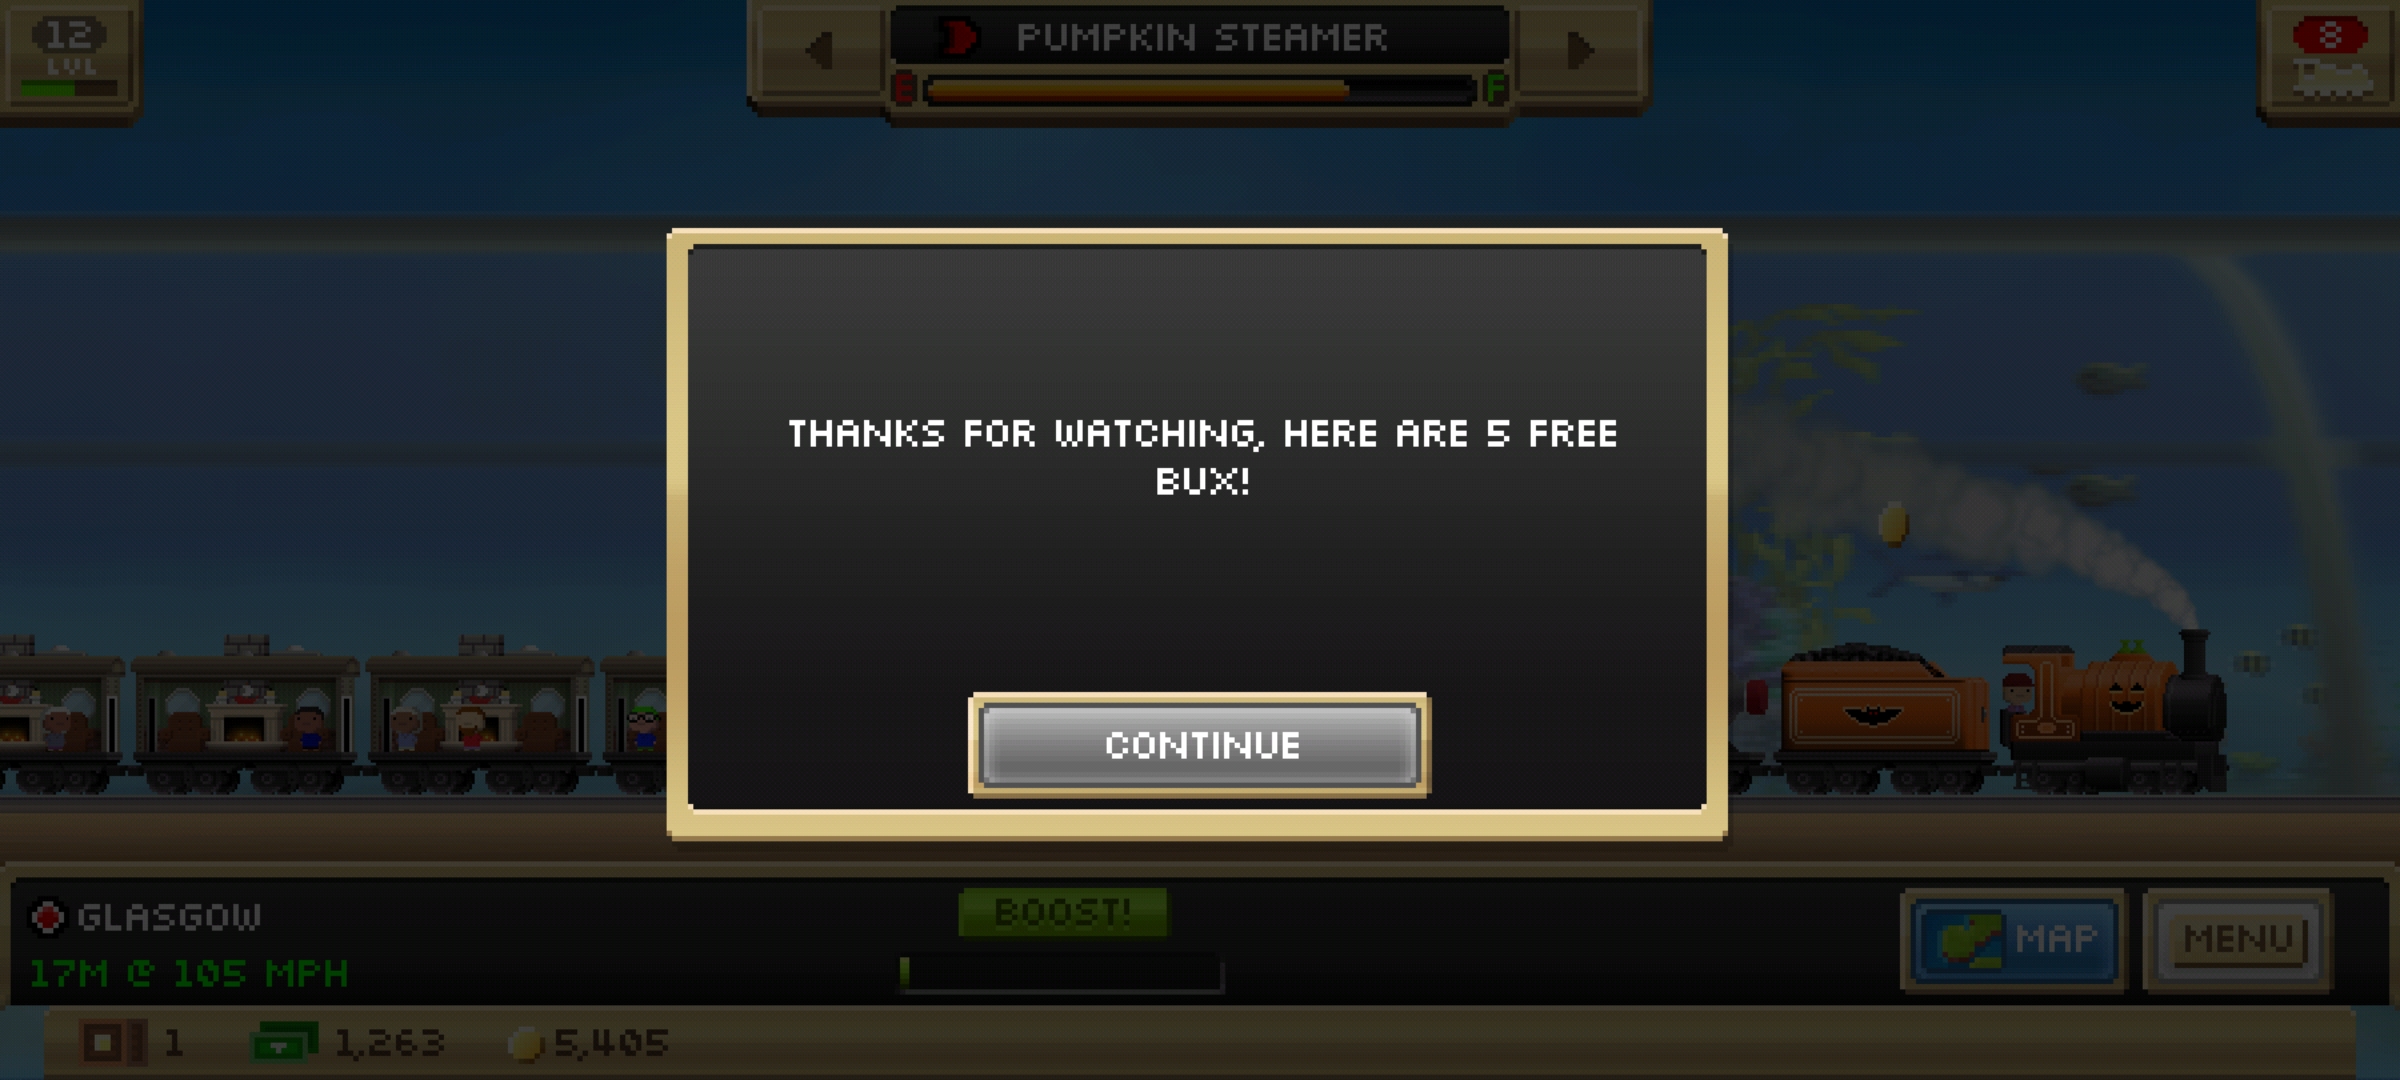 12
LVL
PUMPKIN STEAMER
E F
8
THANKS FOR WATCHING, HERE ARE 5 FREE
BUX!
CONTINUE
GLASGOW
17M @ 105 MPH
BOOST!
MAP
MENU
1 1,263 5,405